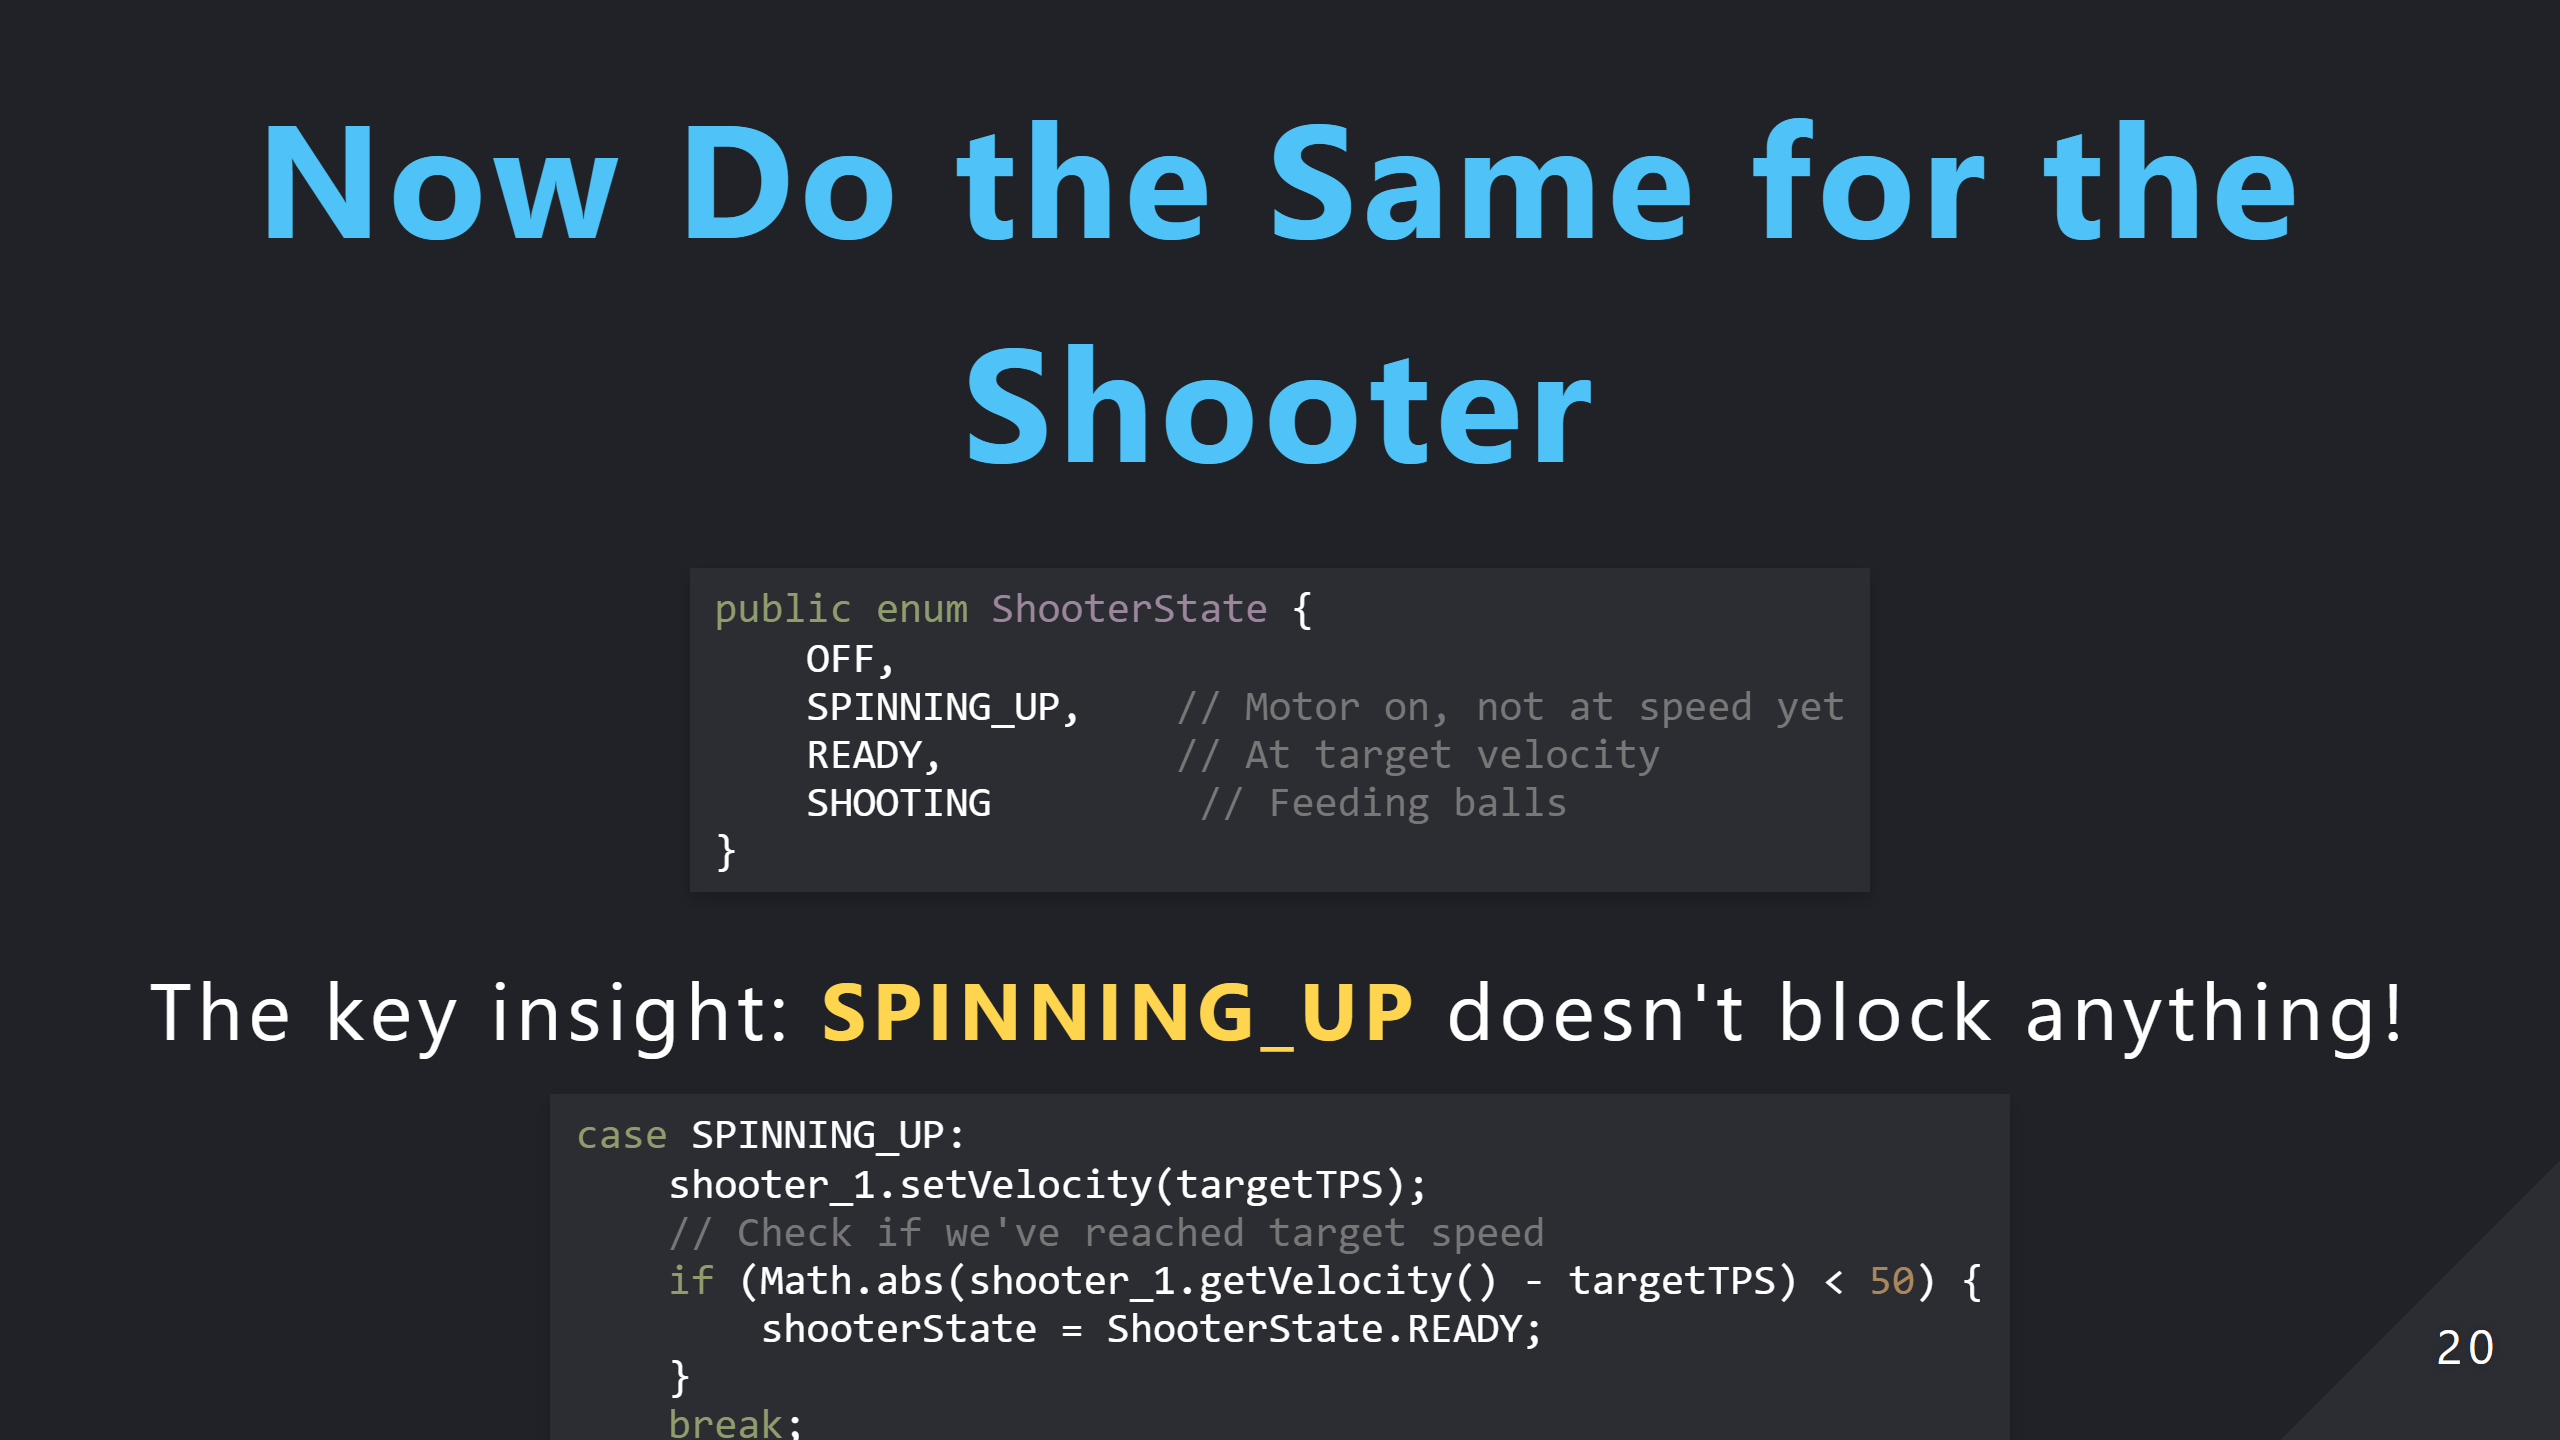 Now Do the Same for the
Shooter
public enum ShooterState {
    OFF,
    SPINNING_UP,    // Motor on, not at speed yet
    READY,          // At target velocity
    SHOOTING         // Feeding balls
}
The key insight: SPINNING_UP doesn't block anything!
case SPINNING_UP:
    shooter_1.setVelocity(targetTPS);
    // Check if we've reached target speed
    if (Math.abs(shooter_1.getVelocity() - targetTPS) < 50) {
        shooterState = ShooterState.READY;
    }
    break;
20